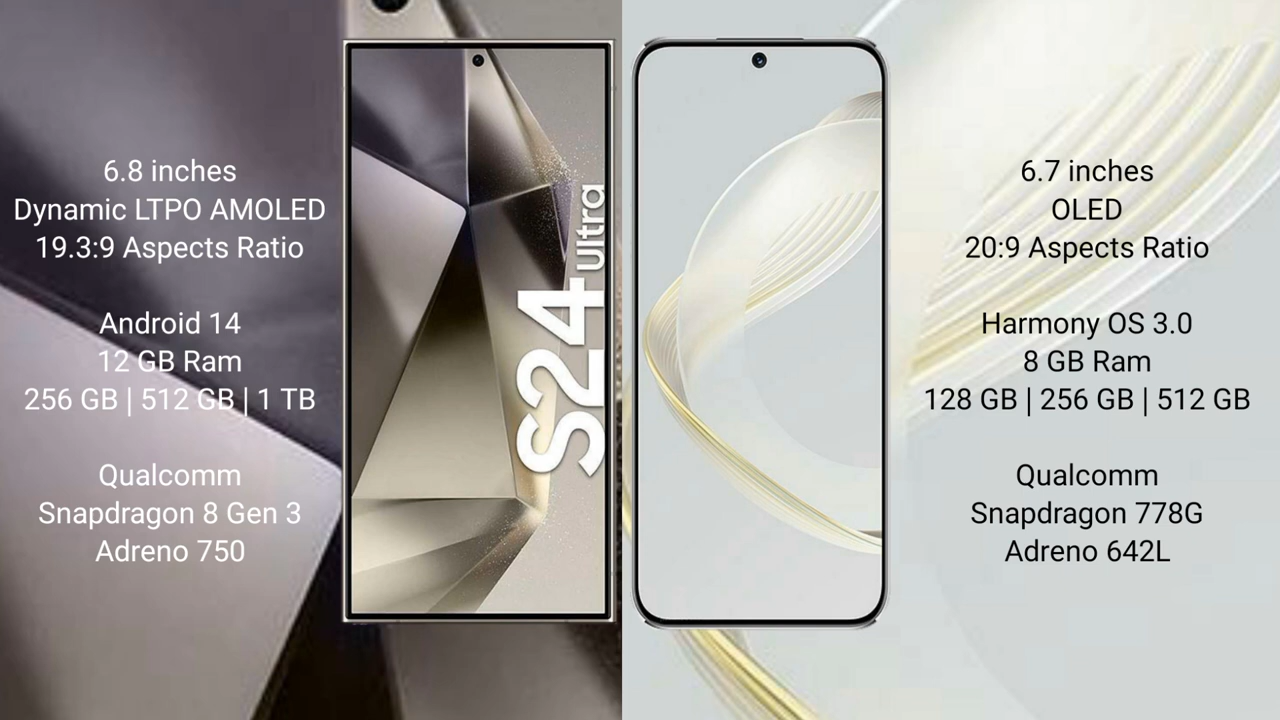 6.8 inches
Dynamic LTPO AMOLED
19.3:9 Aspects Ratio
Android 14
12 GB Ram
256 GB | 512 GB | 1 TB
Qualcomm
Snapdragon 8 Gen 3
Adreno 750
S24 ultra
6.7 inches
OLED
20:9 Aspects Ratio
Harmony OS 3.0
8 GB Ram
128 GB | 256 GB | 512 GB
Qualcomm
Snapdragon 778G
Adreno 642L